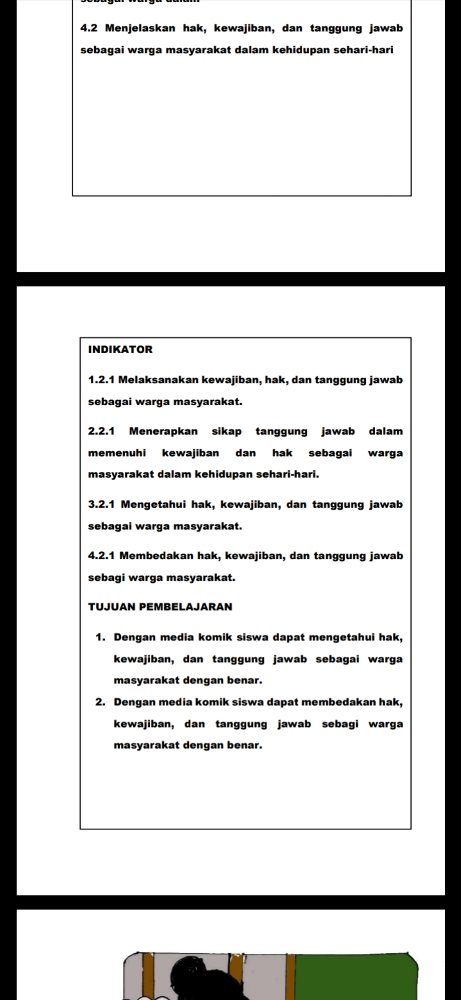 sebagai warga dalam
4.2 Menjelaskan hak, kewajiban, dan tanggung jawab
sebagai warga masyarakat dalam kehidupan sehari-hari
INDIKATOR
1.2.1 Melaksanakan kewajiban, hak, dan tanggung jawab
sebagai warga masyarakat.
2.2.1 Menerapkan sikap tanggung jawab dalam
memenuhi kewajiban dan hak sebagai warga
masyarakat dalam kehidupan sehari-hari.
3.2.1 Mengetahui hak, kewajiban, dan tanggung jawab
sebagai warga masyarakat.
4.2.1 Membedakan hak, kewajiban, dan tanggung jawab
sebagi warga masyarakat.
TUJUAN PEMBELAJARAN
1. Dengan media komik siswa dapat mengetahui hak,
kewajiban, dan tanggung jawab sebagai warga
masyarakat dengan benar.
2. Dengan media komik siswa dapat membedakan hak,
kewajiban, dan tanggung jawab sebagi warga
masyarakat dengan benar.